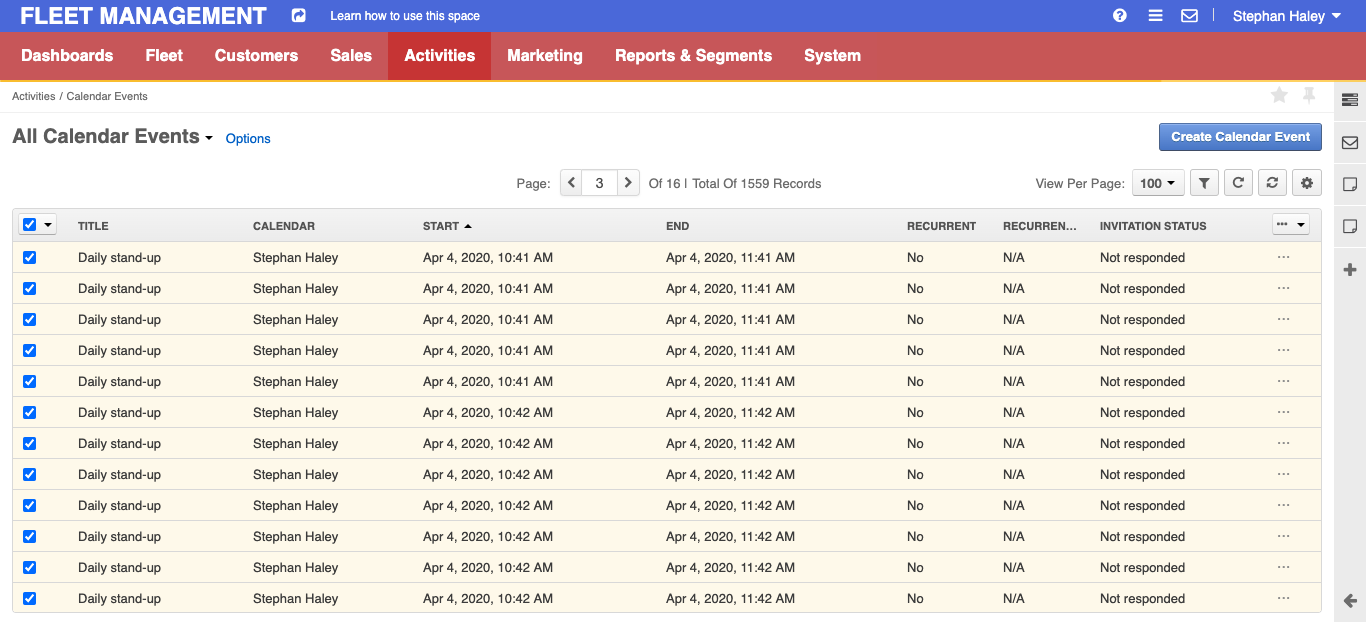 FLEET MANAGEMENT Learn how to use this space Stephan Haley
Dashboards Fleet Customers Sales Activities Marketing Reports & Segments System
Activities / Calendar Events
All Calendar Events Options Create Calendar Event
Page: 3 Of 16 | Total Of 1559 Records View Per Page: 100
TITLE CALENDAR START END RECURRENT RECURREN... INVITATION STATUS
Daily stand-up Stephan Haley Apr 4, 2020, 10:41 AM Apr 4, 2020, 11:41 AM No N/A Not responded
Daily stand-up Stephan Haley Apr 4, 2020, 10:41 AM Apr 4, 2020, 11:41 AM No N/A Not responded
Daily stand-up Stephan Haley Apr 4, 2020, 10:41 AM Apr 4, 2020, 11:41 AM No N/A Not responded
Daily stand-up Stephan Haley Apr 4, 2020, 10:41 AM Apr 4, 2020, 11:41 AM No N/A Not responded
Daily stand-up Stephan Haley Apr 4, 2020, 10:41 AM Apr 4, 2020, 11:41 AM No N/A Not responded
Daily stand-up Stephan Haley Apr 4, 2020, 10:42 AM Apr 4, 2020, 11:42 AM No N/A Not responded
Daily stand-up Stephan Haley Apr 4, 2020, 10:42 AM Apr 4, 2020, 11:42 AM No N/A Not responded
Daily stand-up Stephan Haley Apr 4, 2020, 10:42 AM Apr 4, 2020, 11:42 AM No N/A Not responded
Daily stand-up Stephan Haley Apr 4, 2020, 10:42 AM Apr 4, 2020, 11:42 AM No N/A Not responded
Daily stand-up Stephan Haley Apr 4, 2020, 10:42 AM Apr 4, 2020, 11:42 AM No N/A Not responded
Daily stand-up Stephan Haley Apr 4, 2020, 10:42 AM Apr 4, 2020, 11:42 AM No N/A Not responded
Daily stand-up Stephan Haley Apr 4, 2020, 10:42 AM Apr 4, 2020, 11:42 AM No N/A Not responded